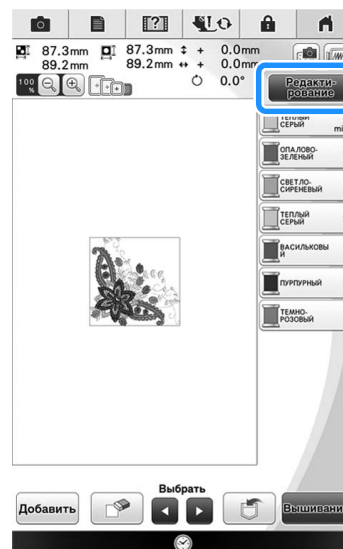 87.3mm 87.3mm + 0.0mm
89.2mm 89.2mm + 0.0mm
100 % 0.0°
Редакти-
рование
ТЕПЛЫЙ
СЕРЫЙ
ОПАЛОВО-
ЗЕЛЕНЫЙ
СВЕТЛО-
СИРЕНЕВЫЙ
ТЕПЛЫЙ
СЕРЫЙ
ВАСИЛЬКОВЫ
Й
ПУРПУРНЫЙ
ТЕМНО-
РОЗОВЫЙ
Выбрать
Добавить
Вышивани